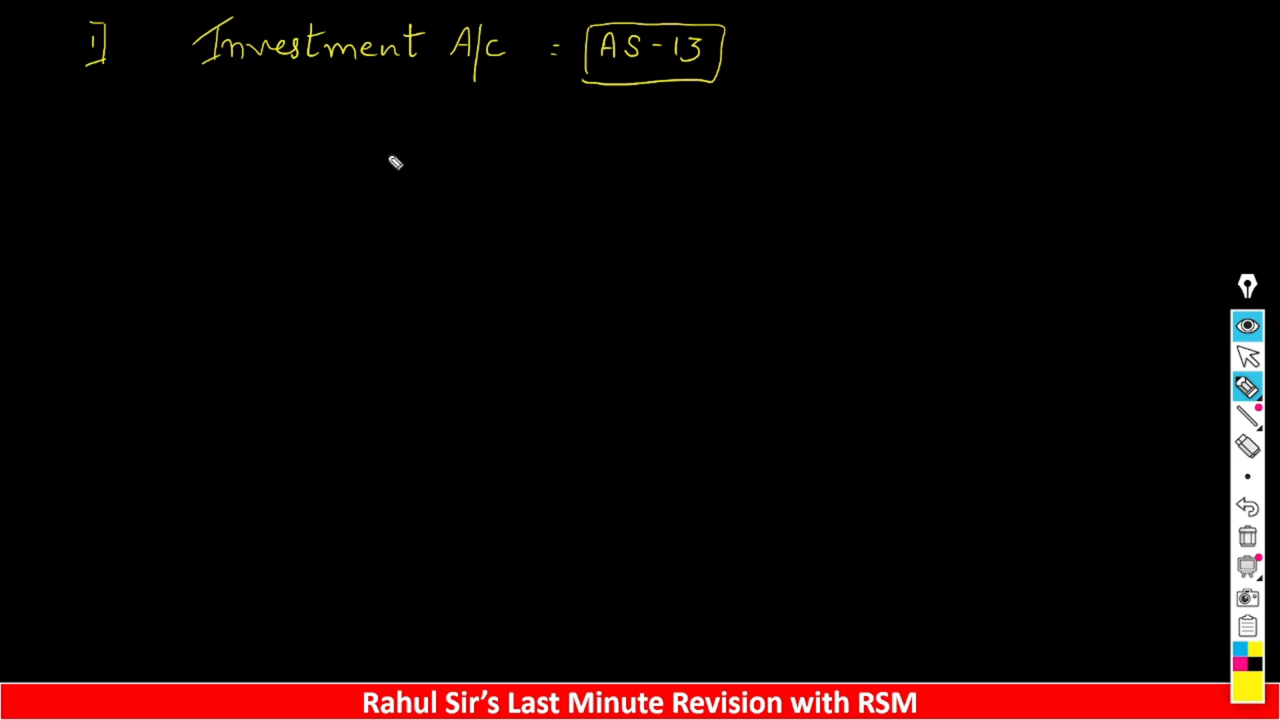 1] Investment A/c = AS-13
Rahul Sir's Last Minute Revision with RSM